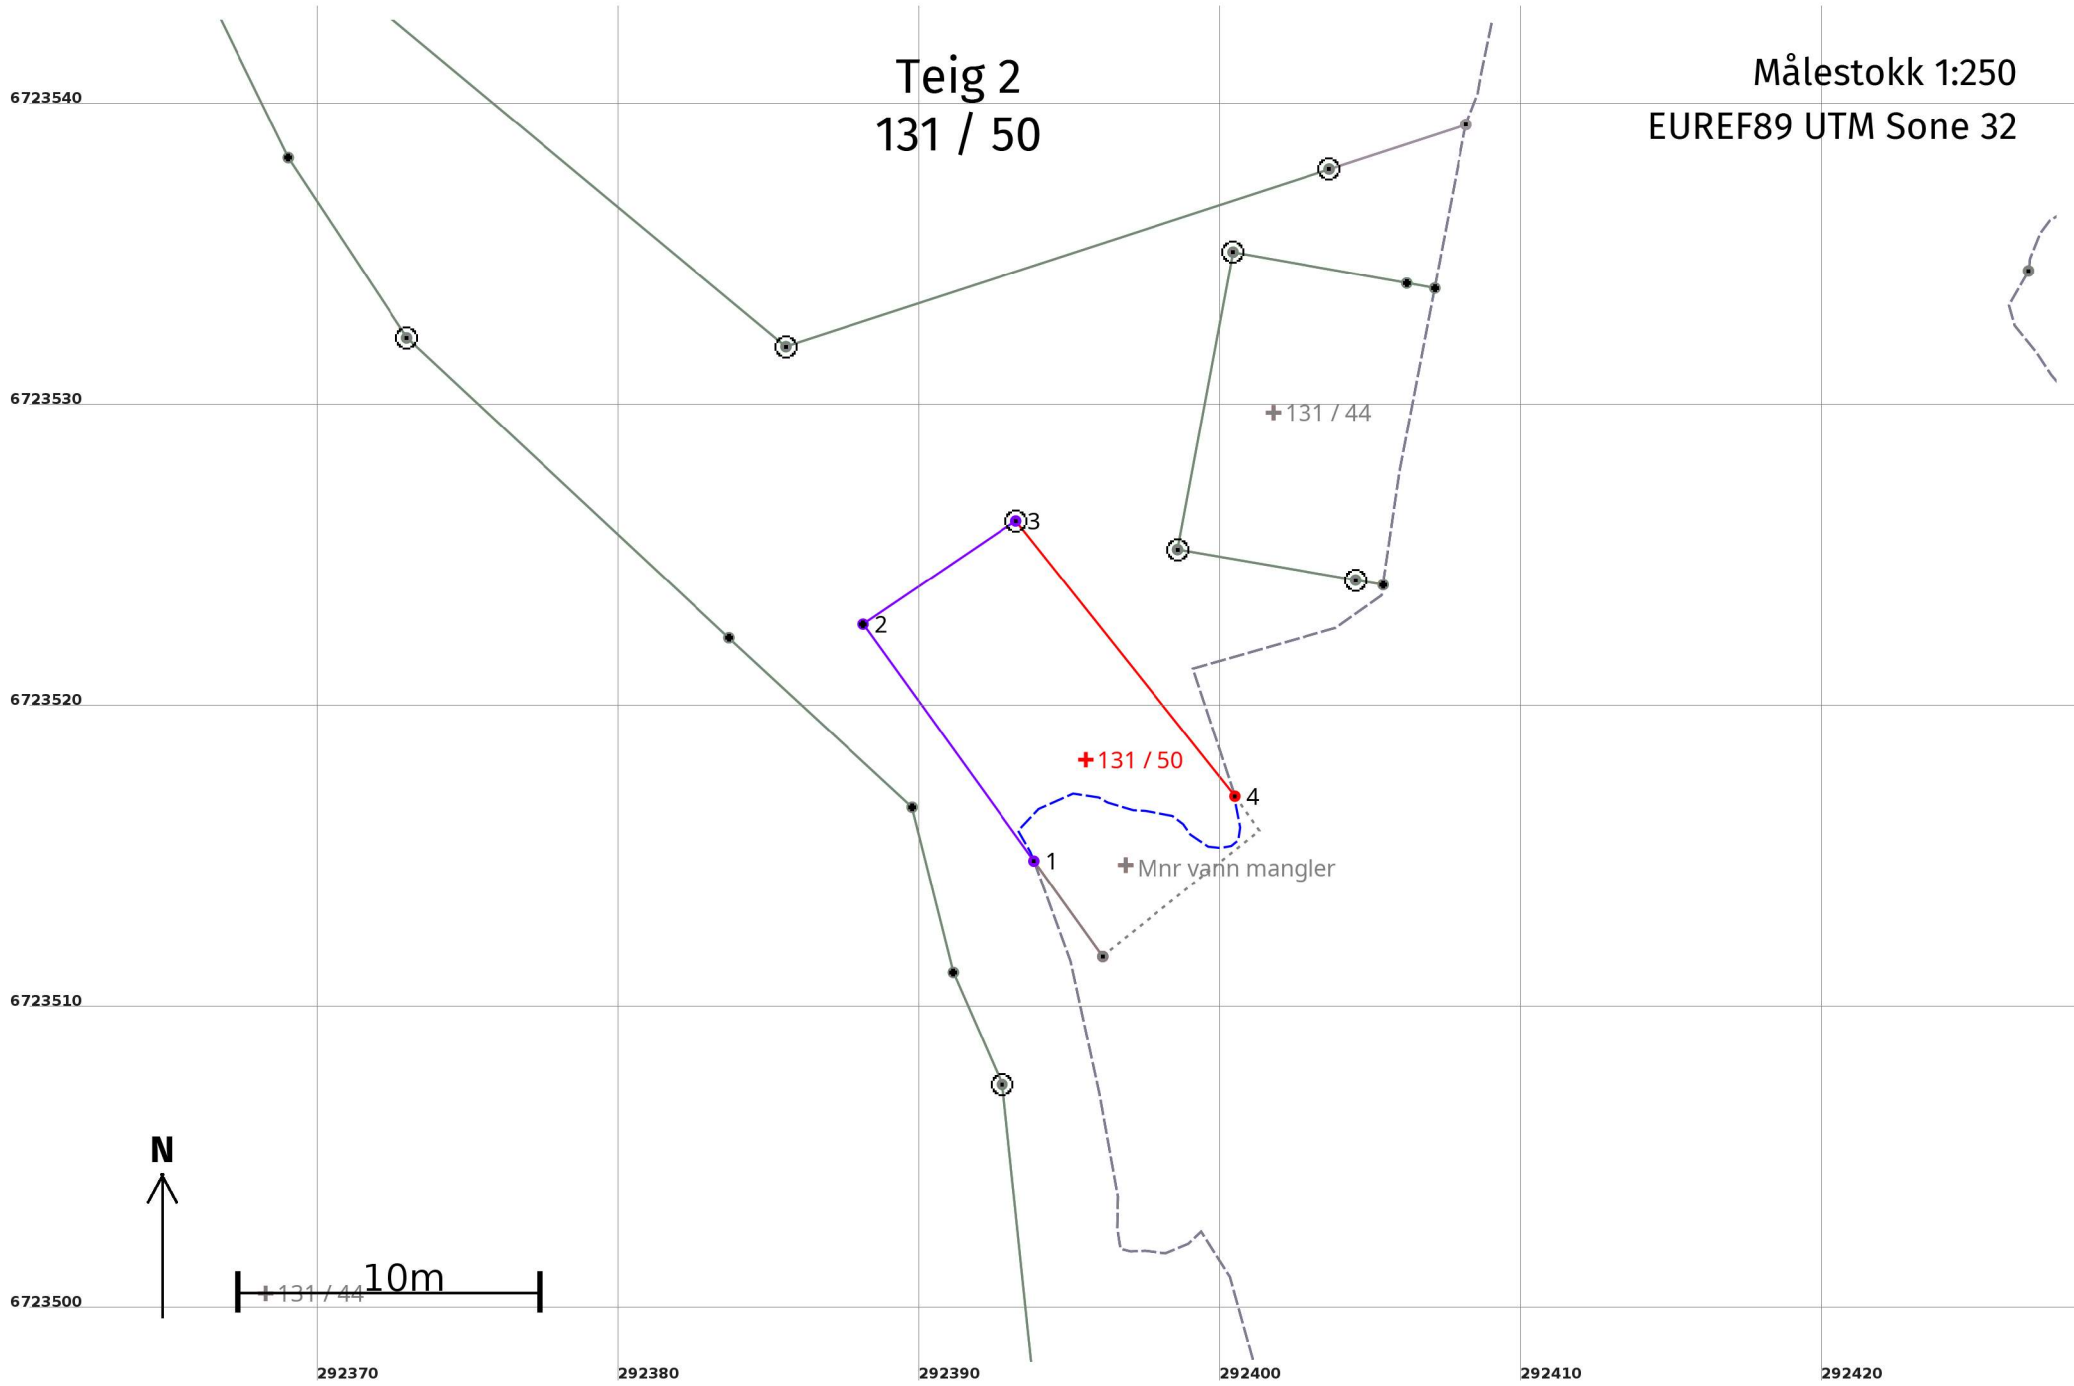 Teig 2
131 / 50
Målestokk 1:250
EUREF89 UTM Sone 32
6723540
6723530
131 / 44
3
2
6723520
131 / 50
4
1
Mnr vann mangler
6723510
N
10m
131 / 44
6723500
292370
292380
292390
292400
292410
292420